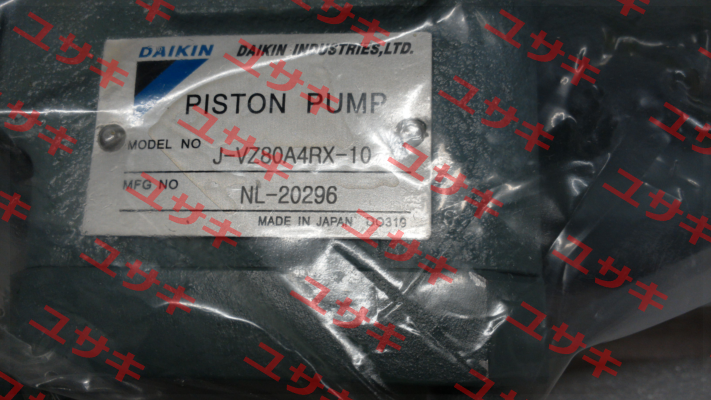 DAIKIN DAIKIN INDUSTRIES,LTD.
PISTON PUMP
MODEL NO J-VZ80A4RX-10
MFG NO NL-20296
MADE IN JAPAN DO319
ユサキ